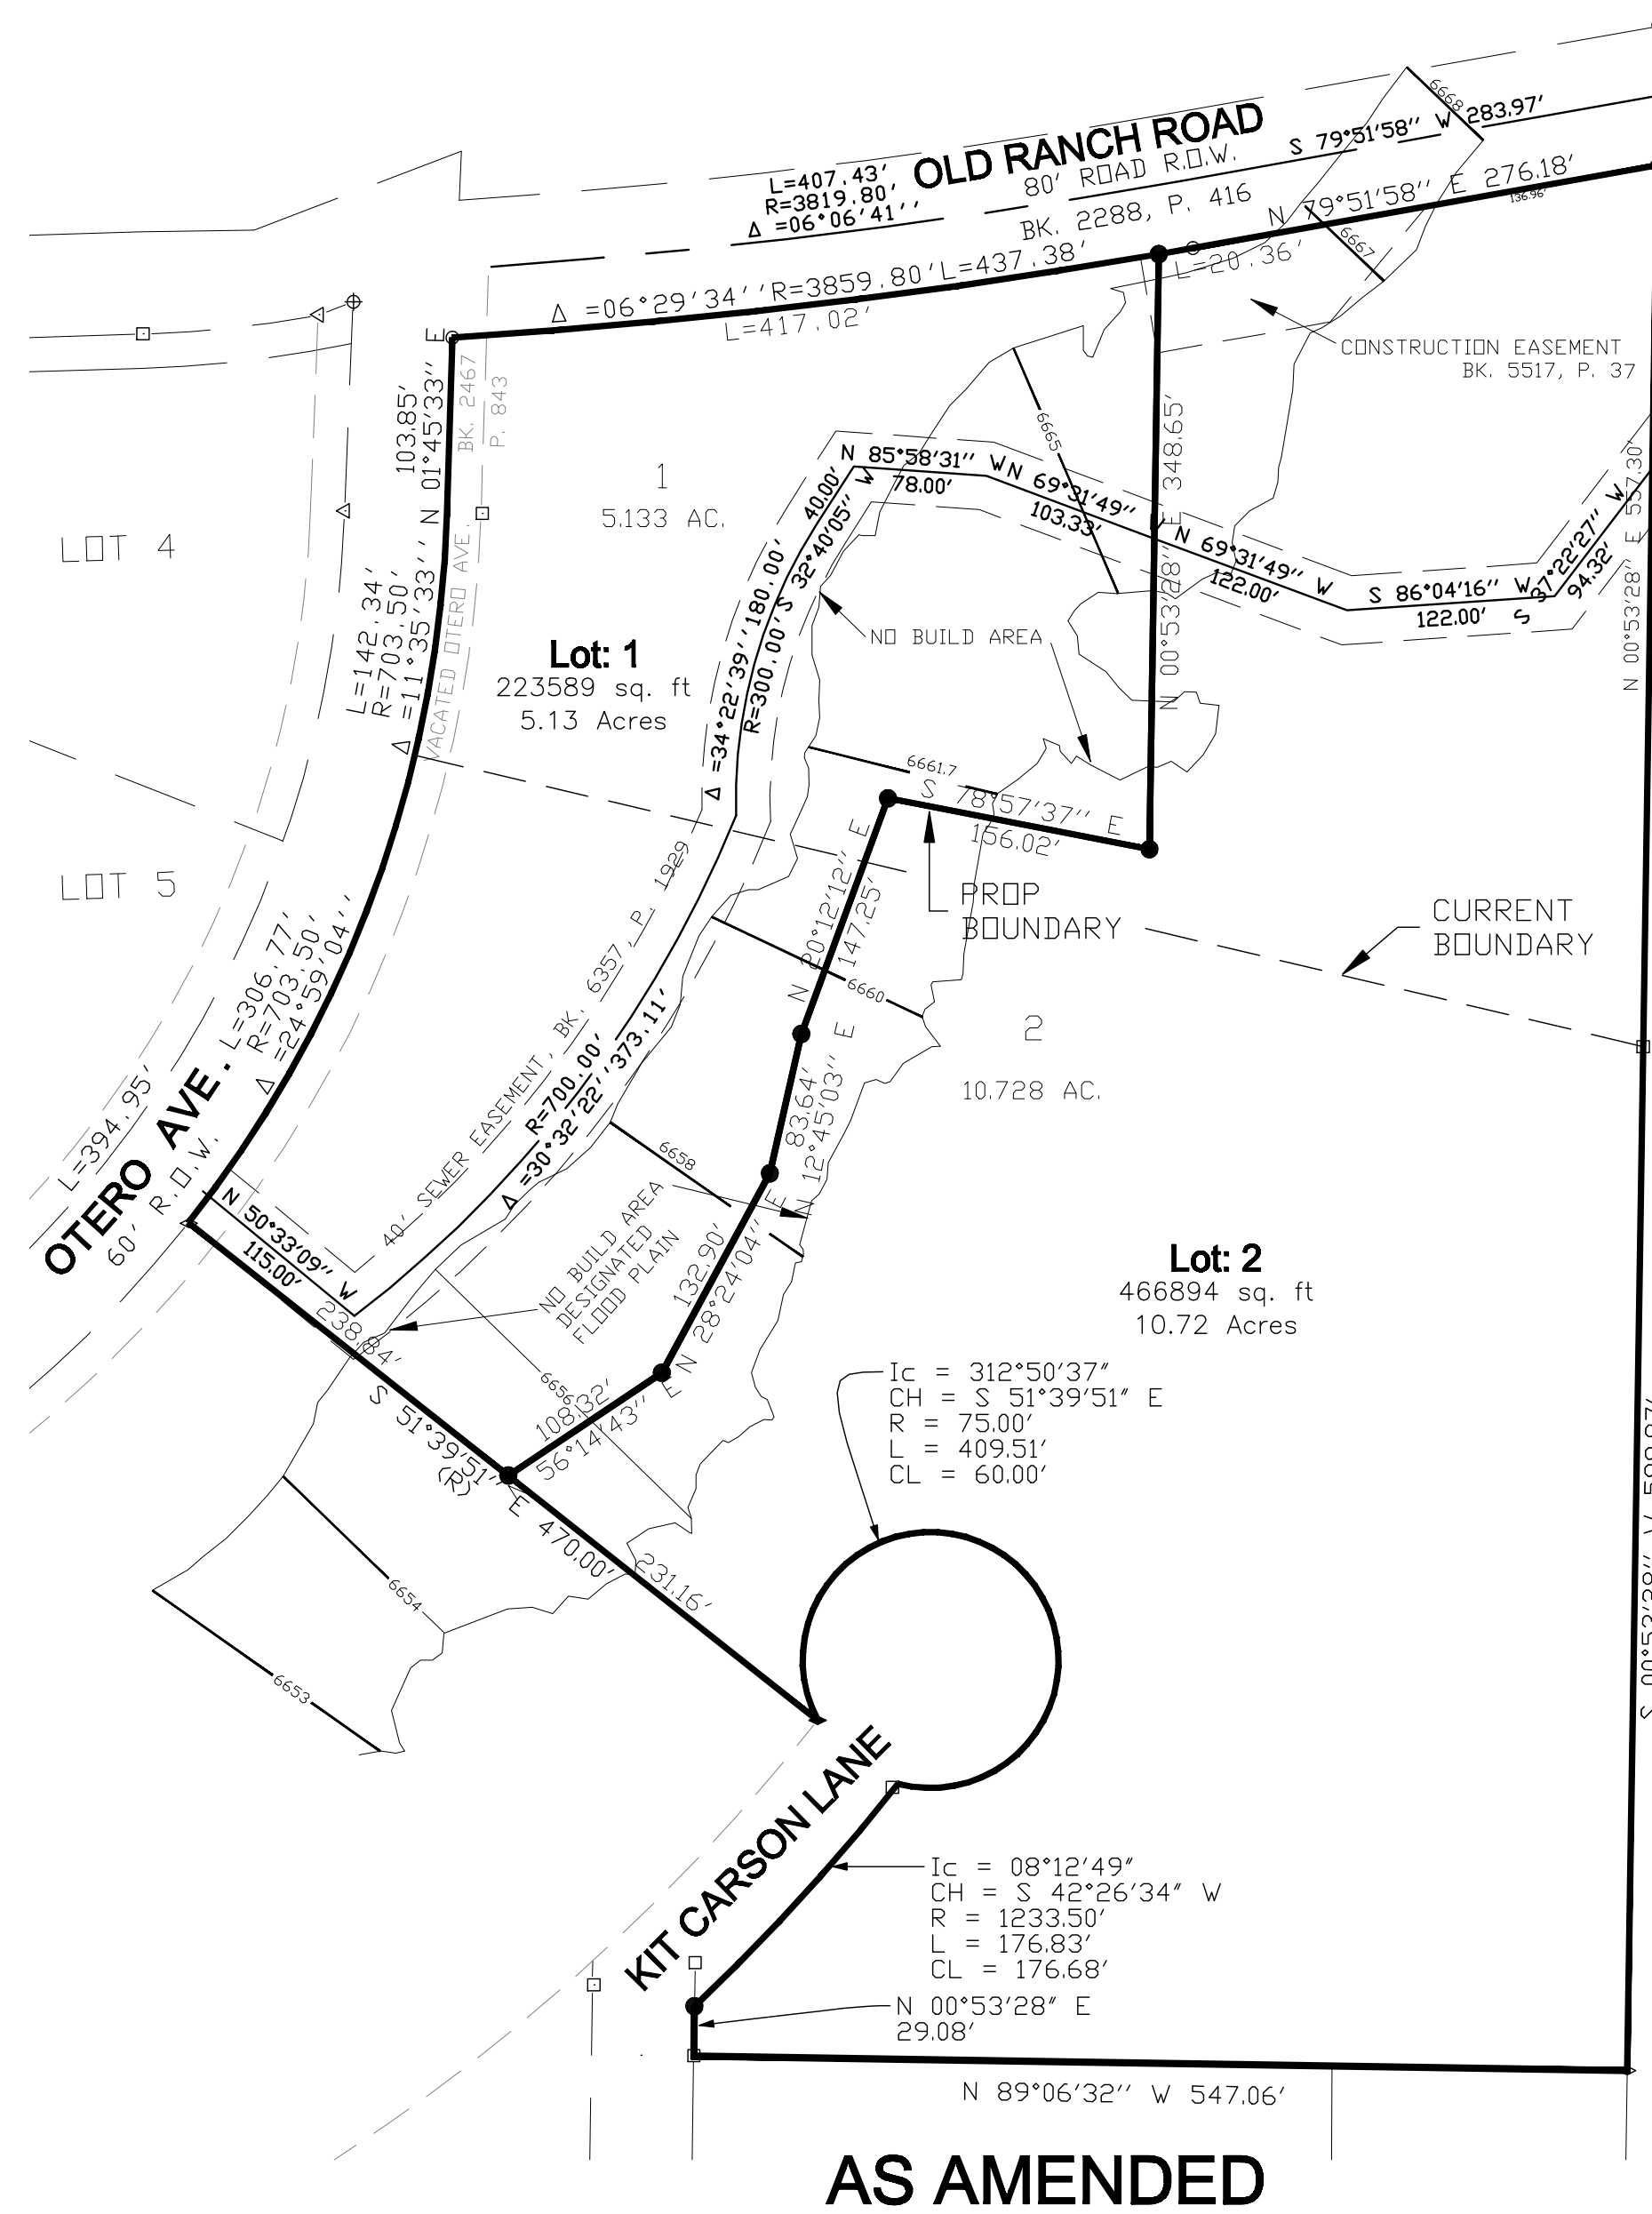 OLD RANCH ROAD
80' ROAD R.O.W.
BK. 2288, P. 416
L=407.43'
R=3819.80'
Δ =06°06'41''
S 79°51'58'' W 283.97'
N 79°51'58'' E 276.18'
136.96'
6668
6667
L=20.36'
Δ =06°29'34''R=3859.80'L=437.38'
L=417.02'
CONSTRUCTION EASEMENT
BK. 5517, P. 37
103.85'
N 01°45'33'' E
BK. 2467
P. 843
VACATED OTERO AVE.
1
5.133 AC.
LOT 4
LOT 5
Lot: 1
223589 sq. ft
5.13 Acres
L=142.34'
R=703.50'
Δ =11°35'33''
N 85°58'31'' W
78.00'
40.00'
S 32°40'05'' W
N 69°31'49'' W
103.33'
N 69°31'49'' W
122.00'
S 86°04'16'' W
122.00'
S 37°22'27'' W
94.32'
6665
NO BUILD AREA
N 00°53'28'' E 348.65'
N 00°53'28'' E 557.30'
180.00'
R=300.00'
Δ =34°22'39''
6661.7
S 78°57'37'' E
156.02'
PROP
BOUNDARY
CURRENT
BOUNDARY
N 20°12'12'' E
147.25'
6660
2
10.728 AC.
83.64'
N 12°45'03'' E
L=306.77'
R=703.50'
Δ =24°59'04''
L=394.95'
OTERO AVE.
60' R.O.W.
40' SEWER EASEMENT, BK. 6357, P. 1929
R=700.00'
Δ =30°32'22'' 373.11'
6658
NO BUILD AREA
DESIGNATED
FLOOD PLAIN
N 50°33'09'' W
115.00'
238.84'
132.90'
N 28°24'04'' E
Lot: 2
466894 sq. ft
10.72 Acres
6656
108.32'
56°14'43'' E
S 51°39'51'' E 470.00'
(R)
231.16'
Ic = 312°50'37"
CH = S 51°39'51" E
R = 75.00'
L = 409.51'
CL = 60.00'
6654
6653
KIT CARSON LANE
Ic = 08°12'49"
CH = S 42°26'34" W
R = 1233.50'
L = 176.83'
CL = 176.68'
N 00°53'28" E
29.08'
N 89°06'32'' W 547.06'
AS AMENDED